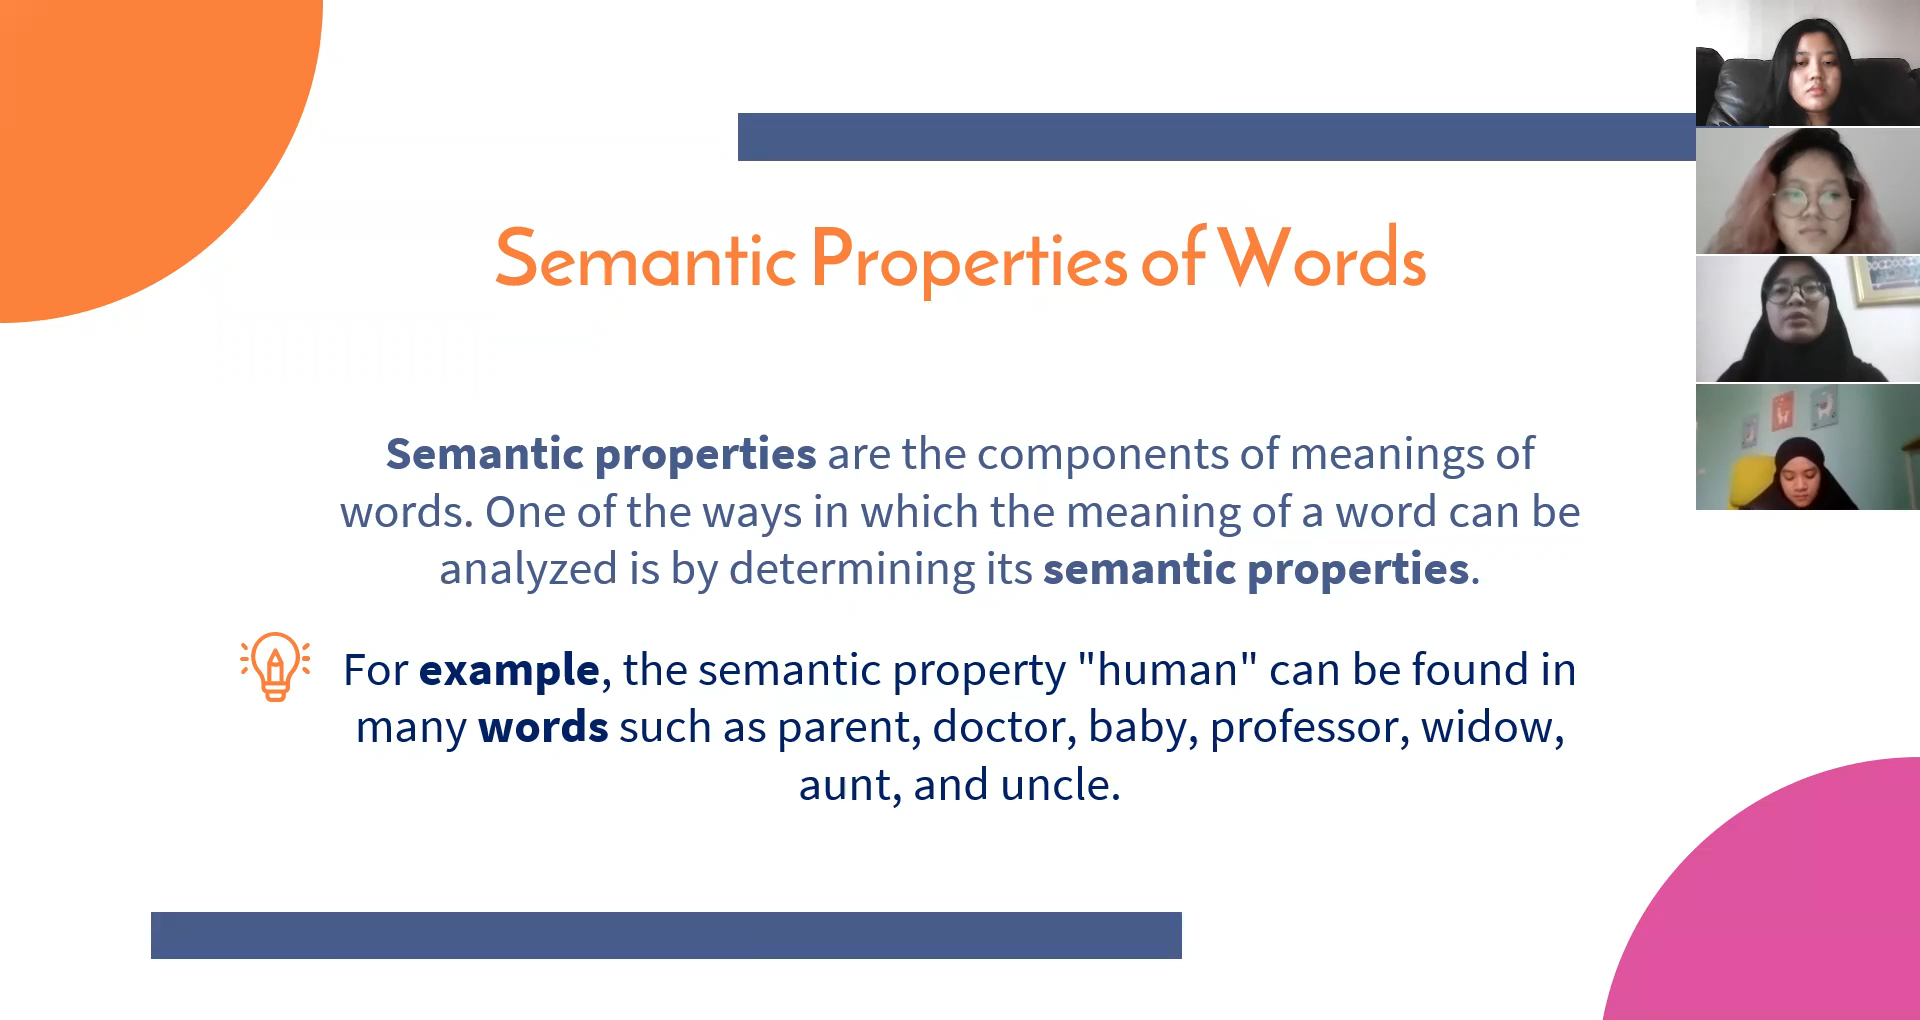 Semantic Properties of Words
Semantic properties are the components of meanings of
words. One of the ways in which the meaning of a word can be
analyzed is by determining its semantic properties.
For example, the semantic property "human" can be found in
many words such as parent, doctor, baby, professor, widow,
aunt, and uncle.